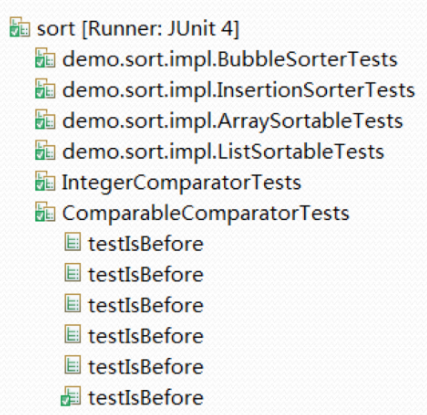 sort [Runner: JUnit 4]
demo.sort.impl.BubbleSorterTests
demo.sort.impl.InsertionSorterTests
demo.sort.impl.ArraySortableTests
demo.sort.impl.ListSortableTests
IntegerComparatorTests
ComparableComparatorTests
testIsBefore
testIsBefore
testIsBefore
testIsBefore
testIsBefore
testIsBefore